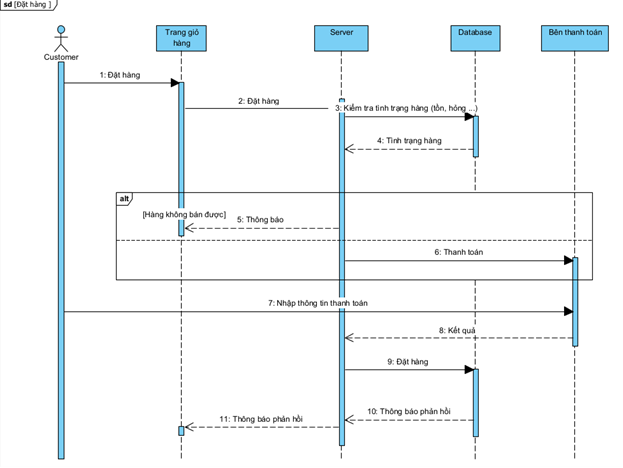 sd [Đặt hàng ]
Trang giỏ
hàng
Server
Database
Bên thanh toán
Customer
1: Đặt hàng
2: Đặt hàng
3: Kiểm tra tình trạng hàng (tồn, hỏng ...)
4: Tình trạng hàng
alt
[Hàng không bán được]
5: Thông báo
6: Thanh toán
7: Nhập thông tin thanh toán
8: Kết quả
9: Đặt hàng
10: Thông báo phản hồi
11: Thông báo phản hồi